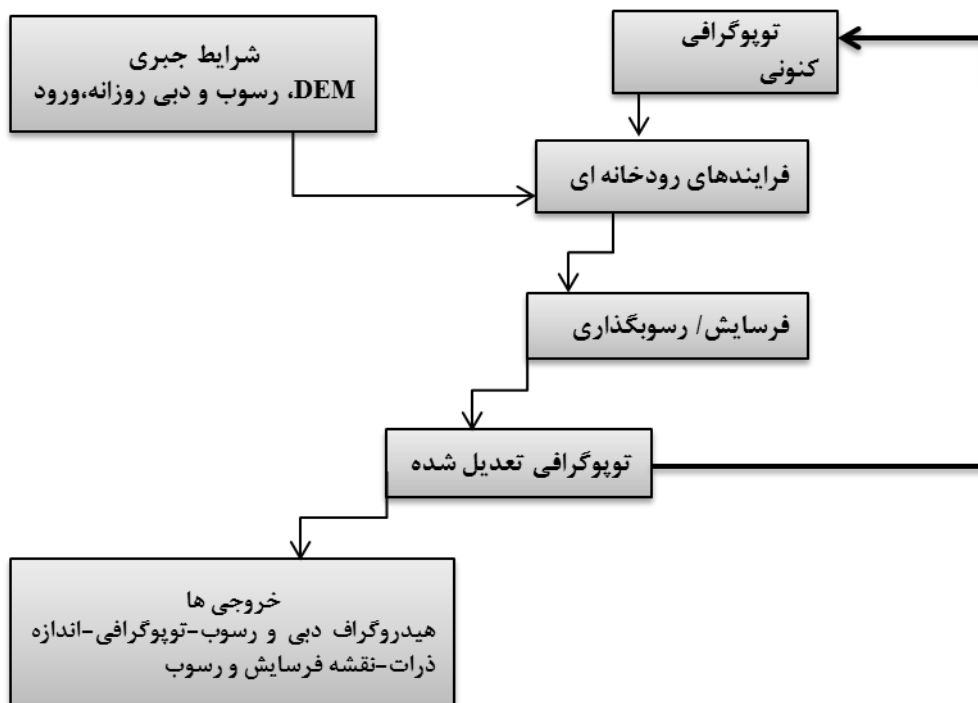 توپوگرافی
کنونی
شرایط جبری
DEM، رسوب و دبی روزانه،ورود
فرایندهای رودخانه ای
فرسایش/ رسوبگذاری
توپوگرافی تعدیل شده
خروجی ها
هیدروگراف دبی و رسوب-توپوگرافی-اندازه
ذرات-نقشه فرسایش و رسوب